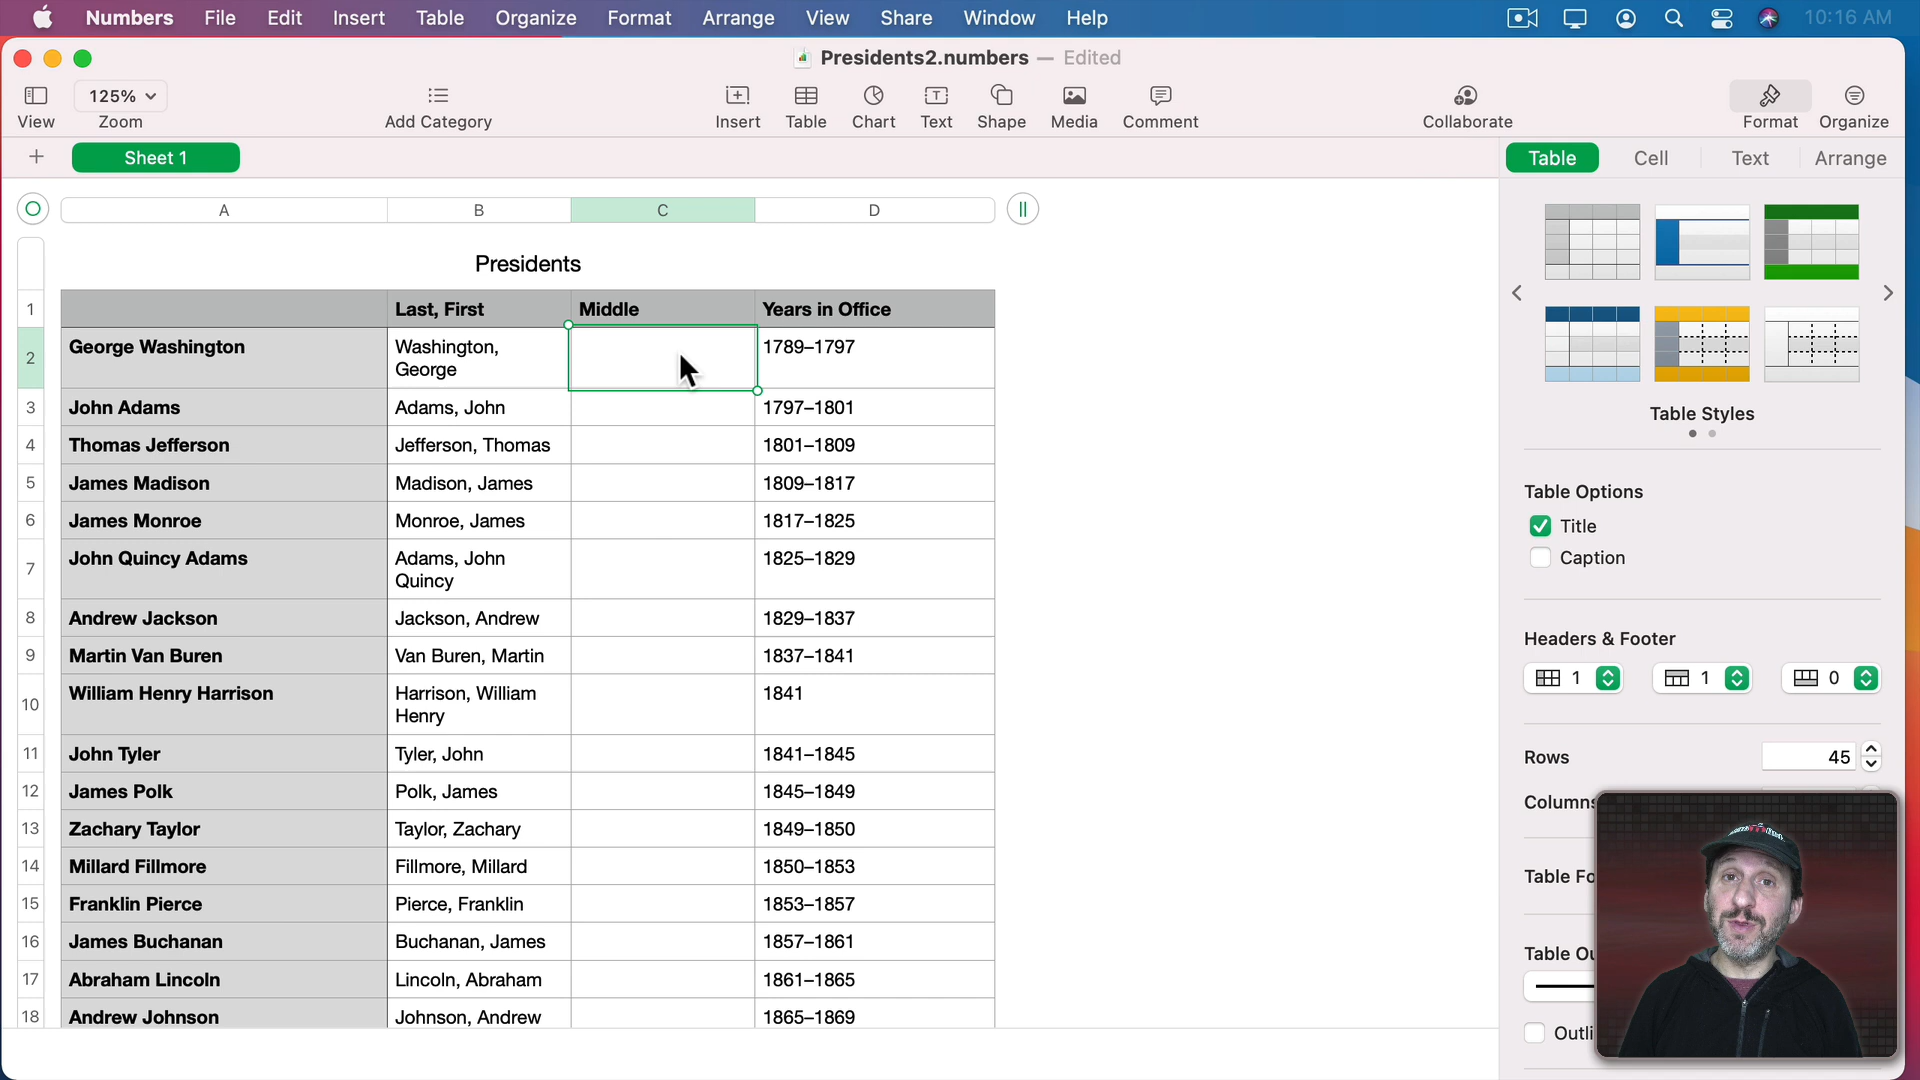 Numbers File Edit Insert Table Organize Format Arrange View Share Window Help 10:16 AM
Presidents2.numbers — Edited
125%
View Zoom Add Category Insert Table Chart Text Shape Media Comment Collaborate Format Organize
Sheet 1
Table Cell Text Arrange
A B C D
Presidents
1 Last, First Middle Years in Office
2 George Washington Washington, 1789–1797
George
3 John Adams Adams, John 1797–1801
4 Thomas Jefferson Jefferson, Thomas 1801–1809
5 James Madison Madison, James 1809–1817
6 James Monroe Monroe, James 1817–1825
7 John Quincy Adams Adams, John 1825–1829
Quincy
8 Andrew Jackson Jackson, Andrew 1829–1837
9 Martin Van Buren Van Buren, Martin 1837–1841
10 William Henry Harrison Harrison, William 1841
Henry
11 John Tyler Tyler, John 1841–1845
12 James Polk Polk, James 1845–1849
13 Zachary Taylor Taylor, Zachary 1849–1850
14 Millard Fillmore Fillmore, Millard 1850–1853
15 Franklin Pierce Pierce, Franklin 1853–1857
16 James Buchanan Buchanan, James 1857–1861
17 Abraham Lincoln Lincoln, Abraham 1861–1865
18 Andrew Johnson Johnson, Andrew 1865–1869
Table Styles
Table Options
Title
Caption
Headers & Footer
1 1 0
Rows 45
Columns
Table Fo
Table Ou
Outli